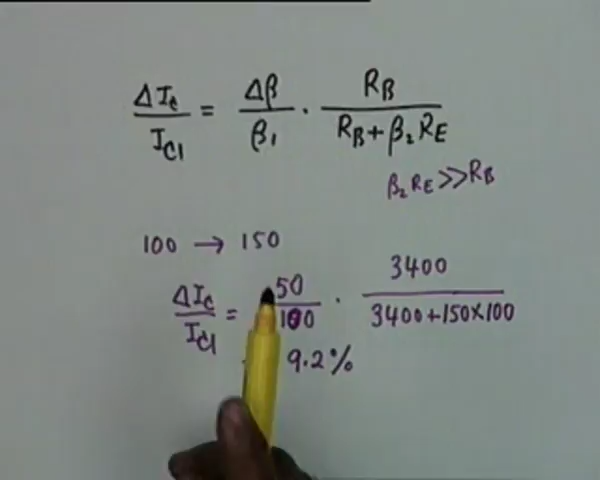 ΔIc/IC1 = Δβ/β1 · RB/(RB+β2RE)
β2RE>>RB
100 → 150
ΔIc/IC1 = 50/100 · 3400/(3400+150×100)
9.2%